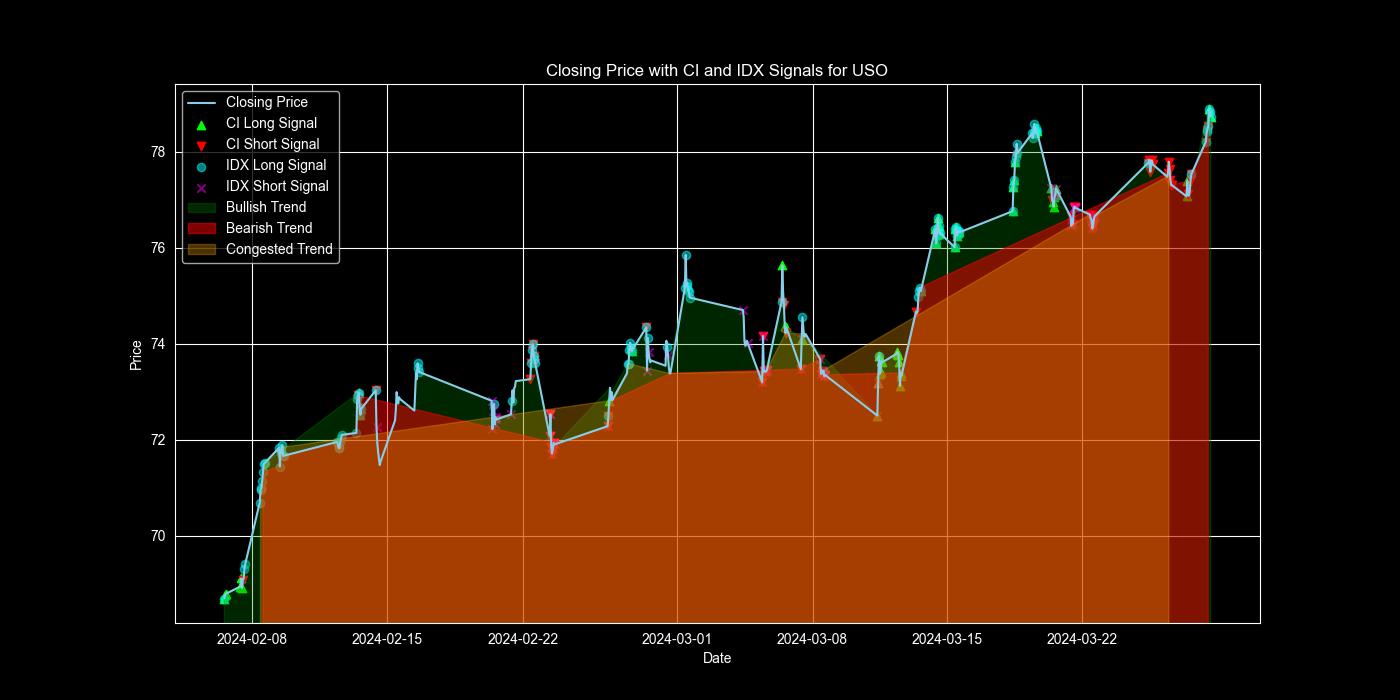 Closing Price with CI and IDX Signals for USO
Closing Price
CI Long Signal
CI Short Signal
IDX Long Signal
IDX Short Signal
Bullish Trend
Bearish Trend
Congested Trend
Price
78
76
74
72
70
2024-02-08
2024-02-15
2024-02-22
2024-03-01
2024-03-08
2024-03-15
2024-03-22
Date